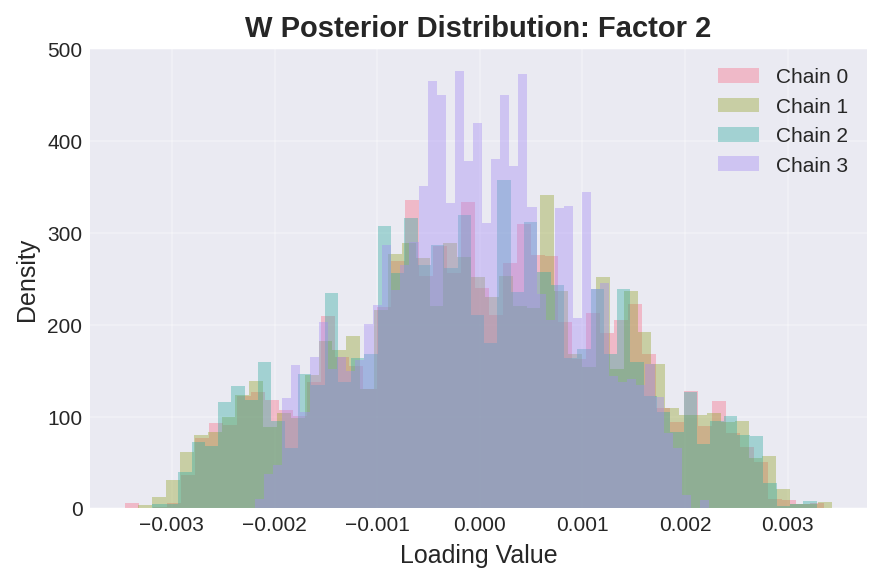 W Posterior Distribution: Factor 2
500
400
300
200
100
0
Density
Chain 0
Chain 1
Chain 2
Chain 3
−0.003 −0.002 −0.001 0.000 0.001 0.002 0.003
Loading Value